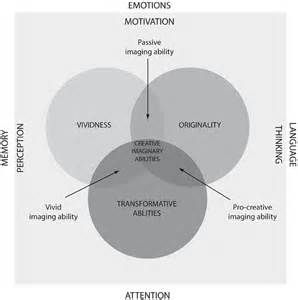 EMOTIONS
MOTIVATION
Passive
imaging ability
VIVIDNESS
ORIGINALITY
CREATIVE
IMAGINARY
ABILITIES
MEMORY
PERCEPTION
THINKING
LANGUAGE
Vivid
imaging ability
TRANSFORMATIVE
ABLITIES
Pro-creative
imaging ability
ATTENTION